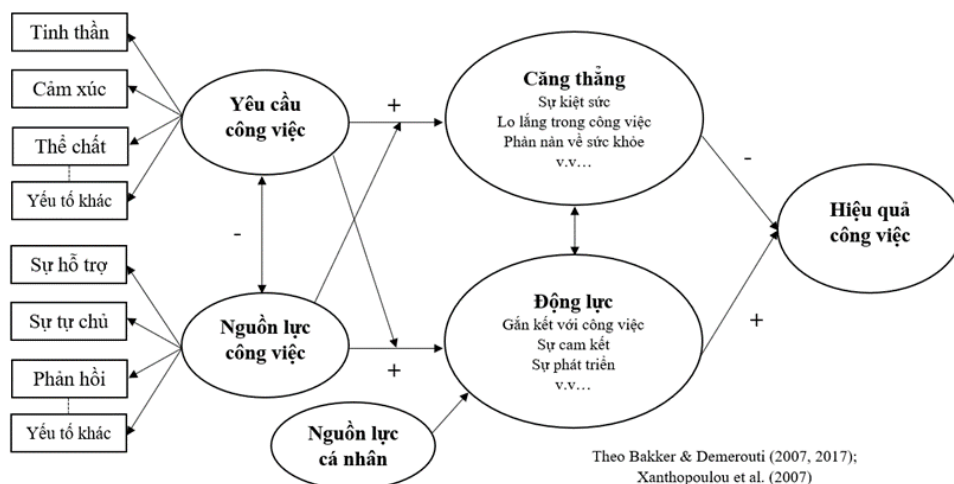 Tinh thần
Cảm xúc
Thể chất
Yếu tố khác
Sự hỗ trợ
Sự tự chủ
Phản hồi
Yếu tố khác
Yêu cầu
công việc
-
Nguồn lực
công việc
+
+
Căng thẳng
Sự kiệt sức
Lo lắng trong công việc
Phàn nàn về sức khỏe
v.v…
Động lực
Gắn kết với công việc
Sự cam kết
Sự phát triển
v.v…
Nguồn lực
cá nhân
-
+
Hiệu quả
công việc
Theo Bakker & Demerouti (2007, 2017);
Xanthopoulou et al. (2007)